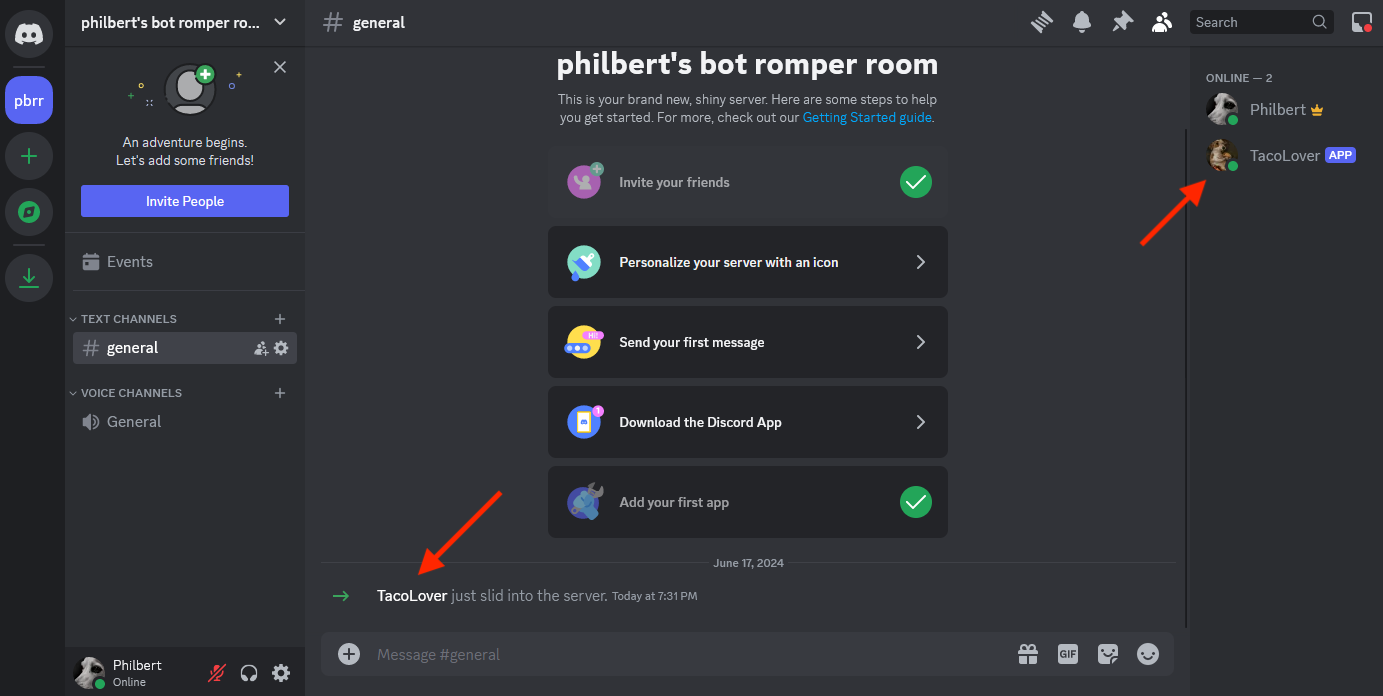 philbert's bot romper ro...
# general
Search
pbrr
An adventure begins.
Let's add some friends!
Invite People
Events
TEXT CHANNELS
# general
VOICE CHANNELS
General
Philbert
Online
philbert's bot romper room
This is your brand new, shiny server. Here are some steps to help
you get started. For more, check out our Getting Started guide.
Invite your friends
Personalize your server with an icon
Hi!
Send your first message
1
Download the Discord App
Add your first app
June 17, 2024
TacoLover just slid into the server. Today at 7:31 PM
Message #general
GIF
ONLINE — 2
Philbert
TacoLover APP